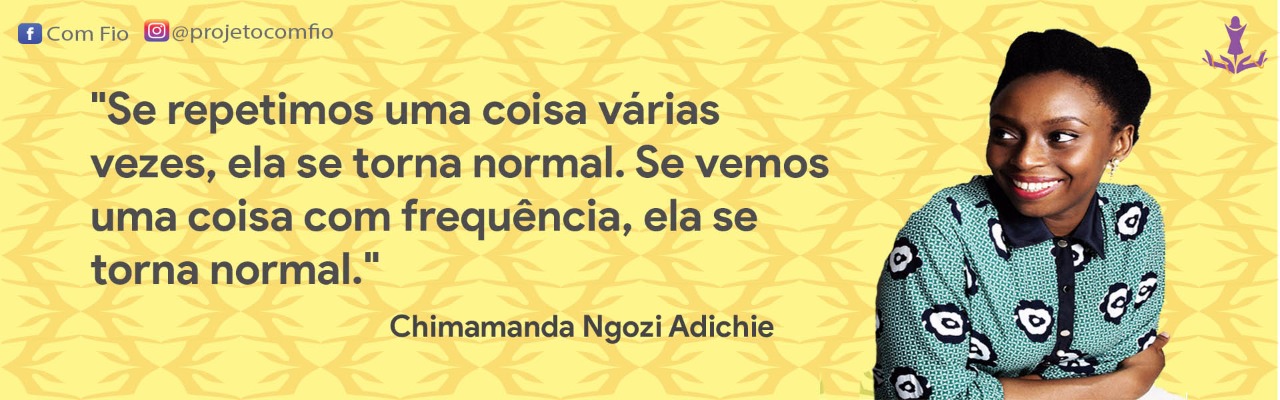 Com Fio @projetocomfio
"Se repetimos uma coisa várias
vezes, ela se torna normal. Se vemos
uma coisa com frequência, ela se
torna normal."
Chimamanda Ngozi Adichie